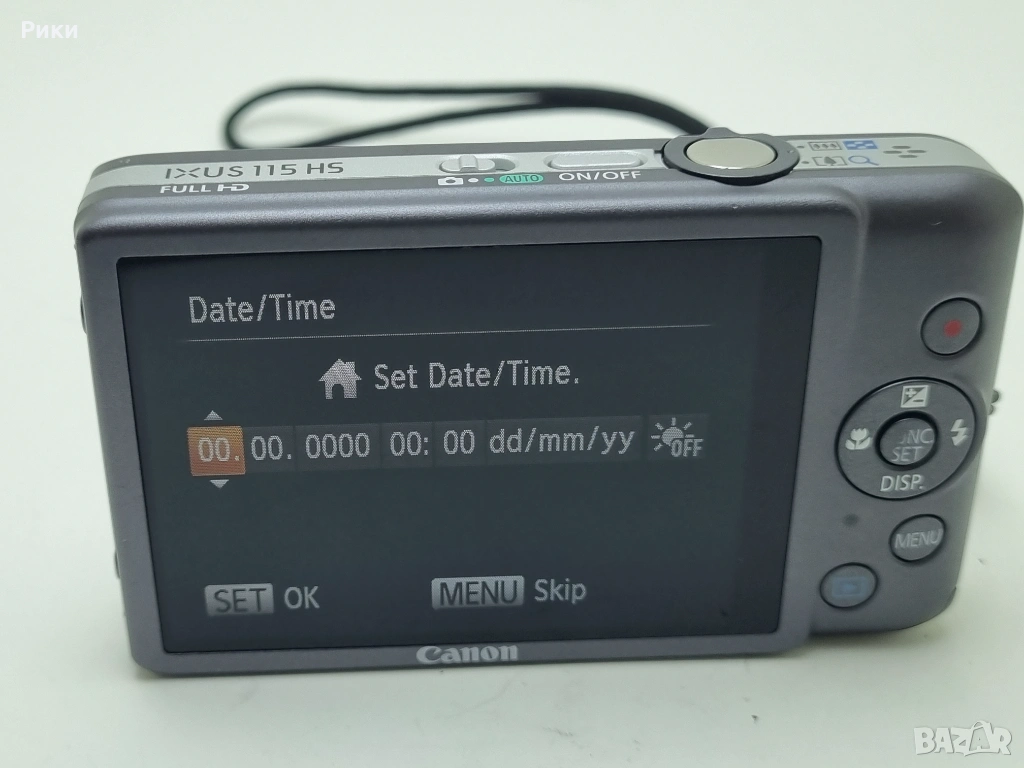 Рики
IXUS 115 HS
FULL HD
AUTO ON/OFF
Date/Time
Set Date/Time.
00. 00. 0000 00: 00 dd/mm/yy OFF
FUNC
SET
DISP.
MENU
SET OK MENU Skip
Canon
BAZAR